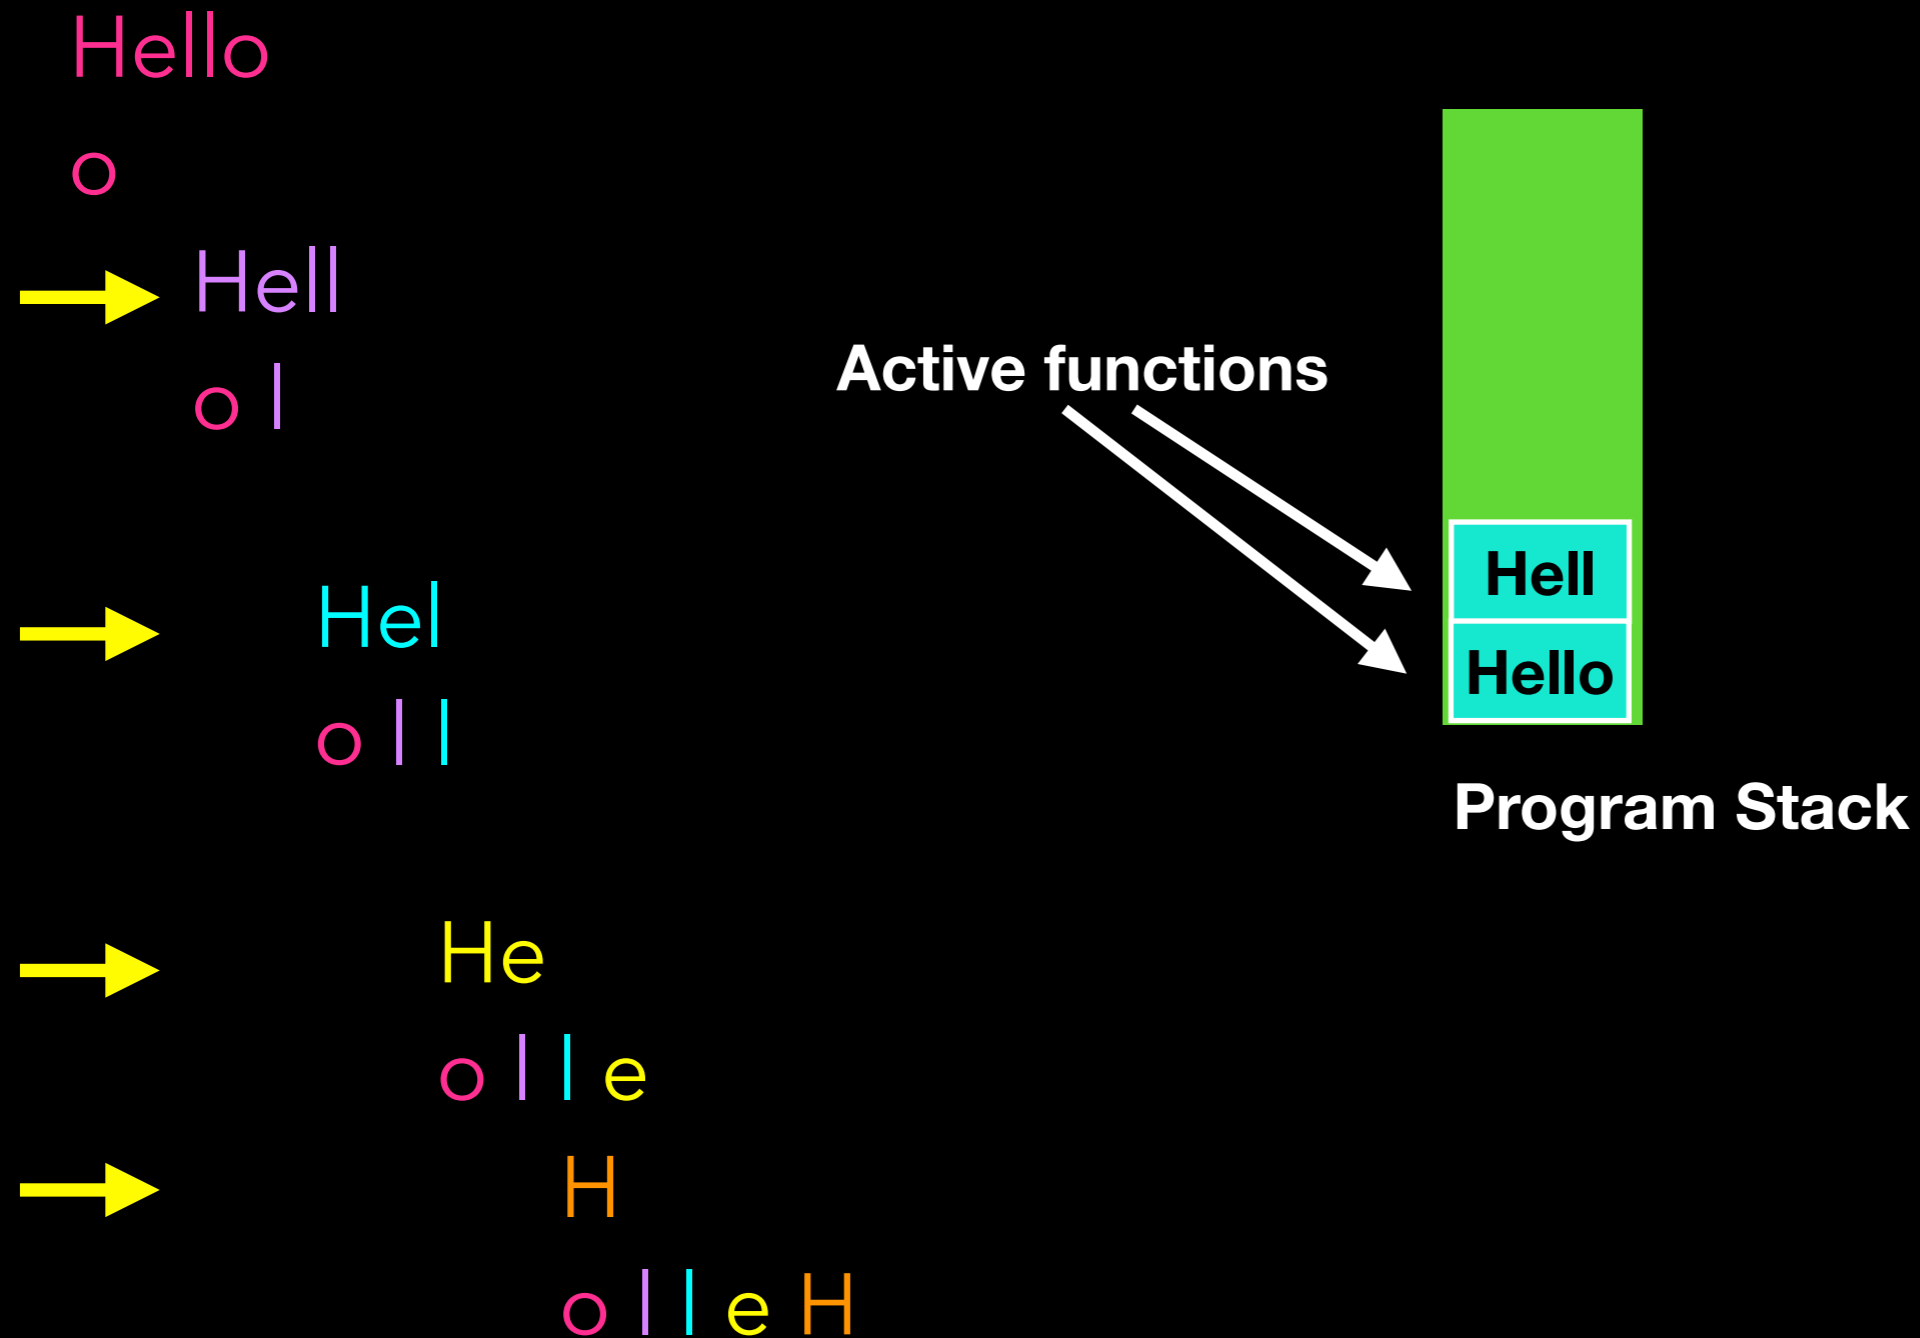 Hello
o
Hell
o l
Active functions
Hel
o l l
Hell
Hello
Program Stack
He
o l l e
H
o l l e H